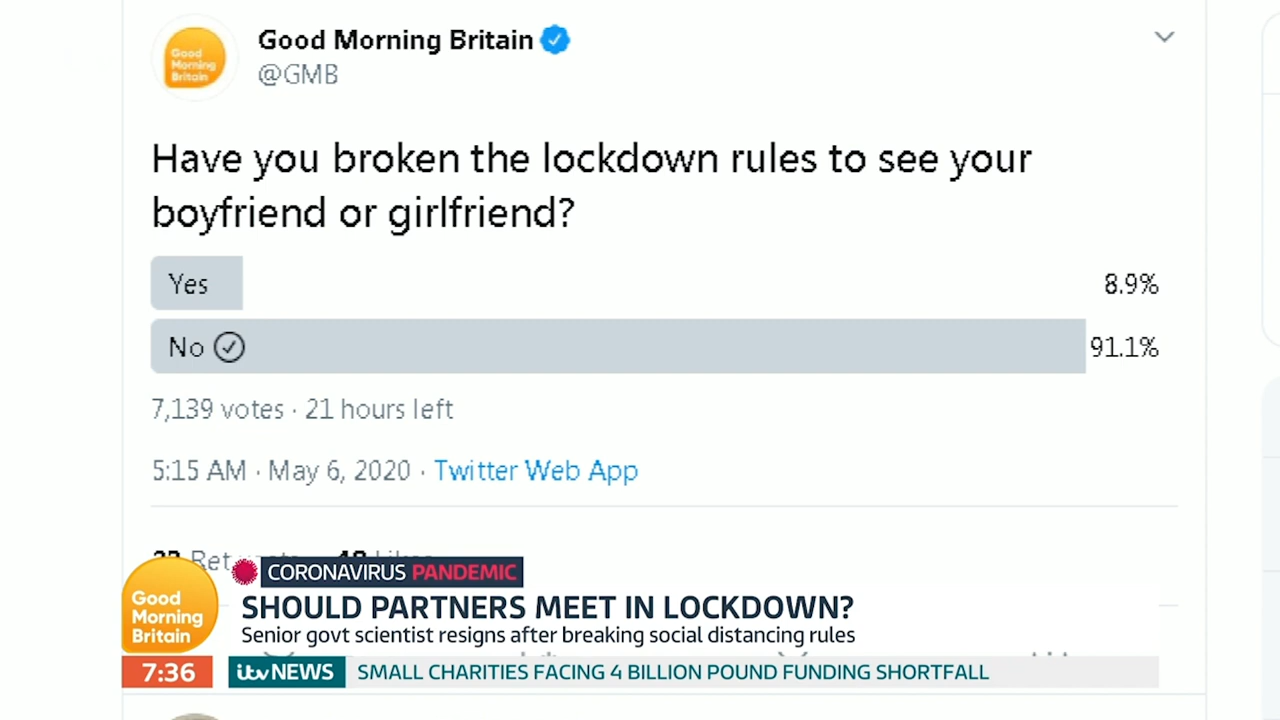 Good
Morning
Britain
Good Morning Britain
@GMB
Have you broken the lockdown rules to see your
boyfriend or girlfriend?
Yes 8.9%
No 91.1%
7,139 votes · 21 hours left
5:15 AM · May 6, 2020 · Twitter Web App
CORONAVIRUS PANDEMIC
Good
Morning
Britain
SHOULD PARTNERS MEET IN LOCKDOWN?
Senior govt scientist resigns after breaking social distancing rules
7:36 itv NEWS SMALL CHARITIES FACING 4 BILLION POUND FUNDING SHORTFALL